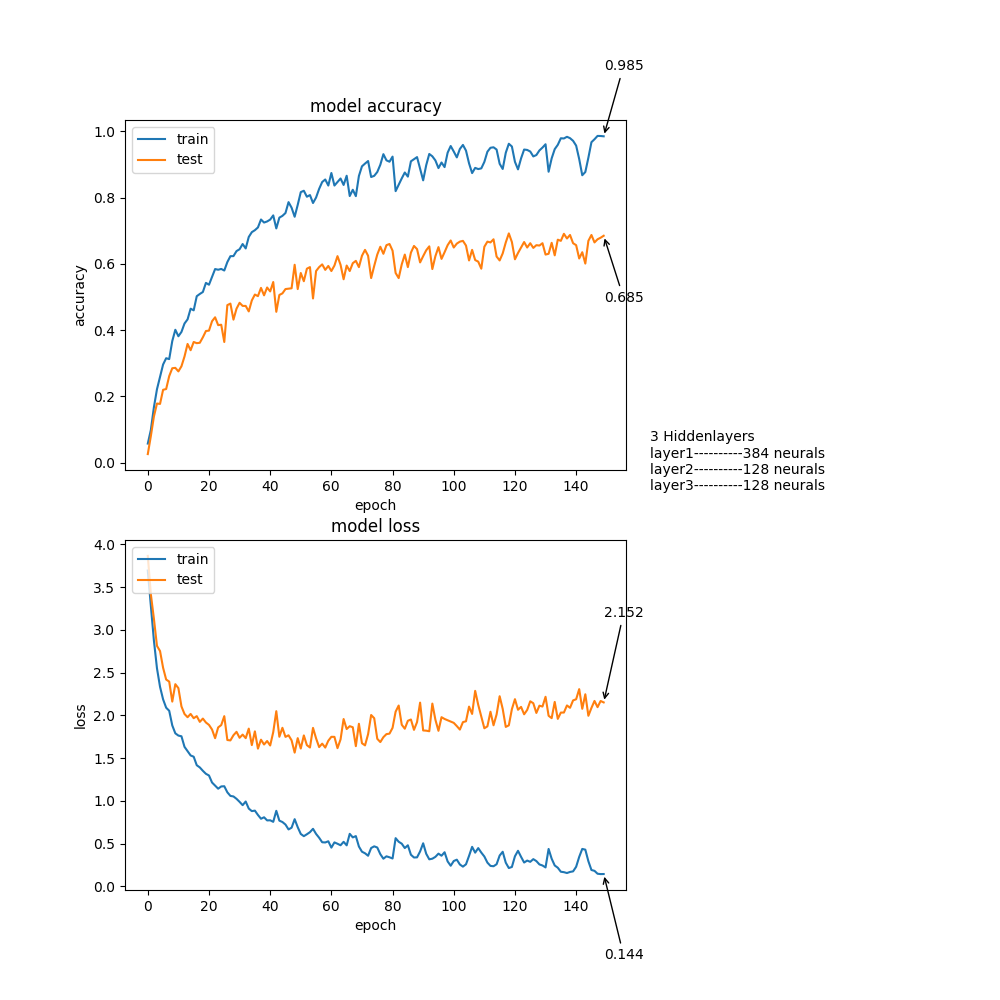 0.985
model accuracy
train
test
1.0
0.8
0.6
0.4
0.2
0.0
accuracy
0.685
0 20 40 60 80 100 120 140
epoch
3 Hiddenlayers
layer1----------384 neurals
layer2----------128 neurals
layer3----------128 neurals
model loss
train
test
4.0
3.5
3.0
2.5
2.0
1.5
1.0
0.5
0.0
loss
2.152
0 20 40 60 80 100 120 140
epoch
0.144